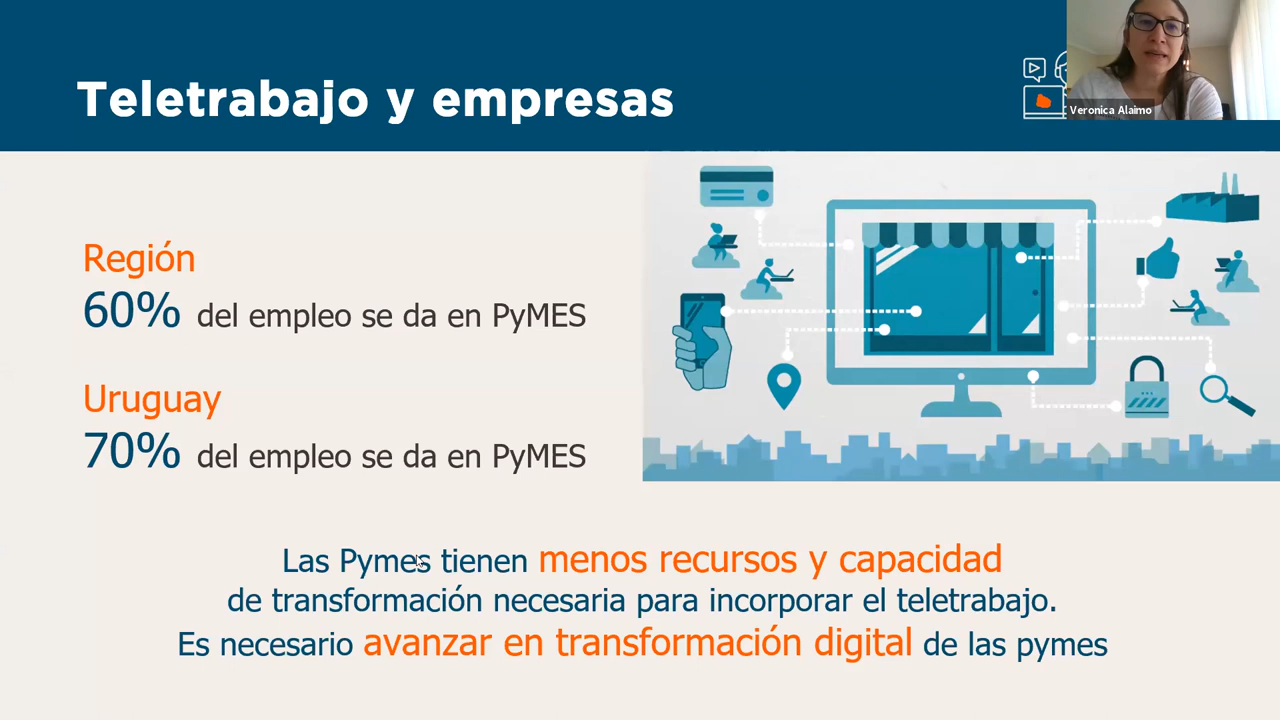 Teletrabajo y empresas
Veronica Alaimo
Región
60% del empleo se da en PyMES
Uruguay
70% del empleo se da en PyMES
Las Pymes tienen menos recursos y capacidad
de transformación necesaria para incorporar el teletrabajo.
Es necesario avanzar en transformación digital de las pymes